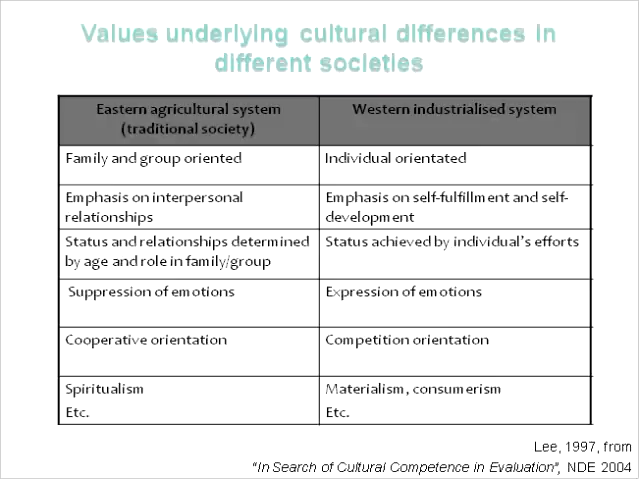 Values underlying cultural differences in
different societies
Eastern agricultural system
(traditional society)
Western industrialised system
Family and group oriented
Individual orientated
Emphasis on interpersonal
relationships
Emphasis on self-fulfillment and self-
development
Status and relationships determined
by age and role in family/group
Status achieved by individual's efforts
Suppression of emotions
Expression of emotions
Cooperative orientation
Competition orientation
Spiritualism
Etc.
Materialism, consumerism
Etc.
Lee, 1997, from
"In Search of Cultural Competence in Evaluation", NDE 2004